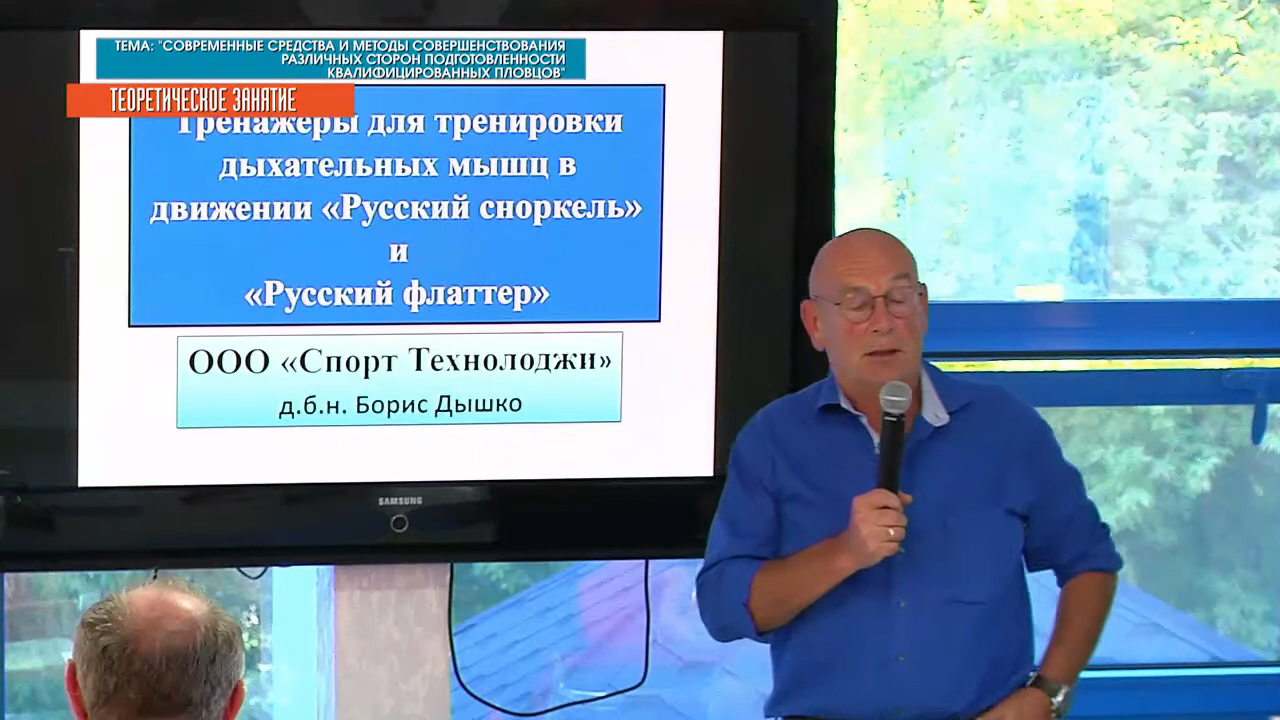 ТЕМА: "СОВРЕМЕННЫЕ СРЕДСТВА И МЕТОДЫ СОВЕРШЕНСТВОВАНИЯ
РАЗЛИЧНЫХ СТОРОН ПОДГОТОВЛЕННОСТИ
КВАЛИФИЦИРОВАННЫХ ПЛОВЦОВ"
ТЕОРЕТИЧЕСКОЕ ЗАНЯТИЕ
Тренажеры для тренировки
дыхательных мышц в
движении «Русский сноркель»
и
«Русский флаттер»
ООО «Спорт Технолоджи»
д.б.н. Борис Дышко
SAMSUNG